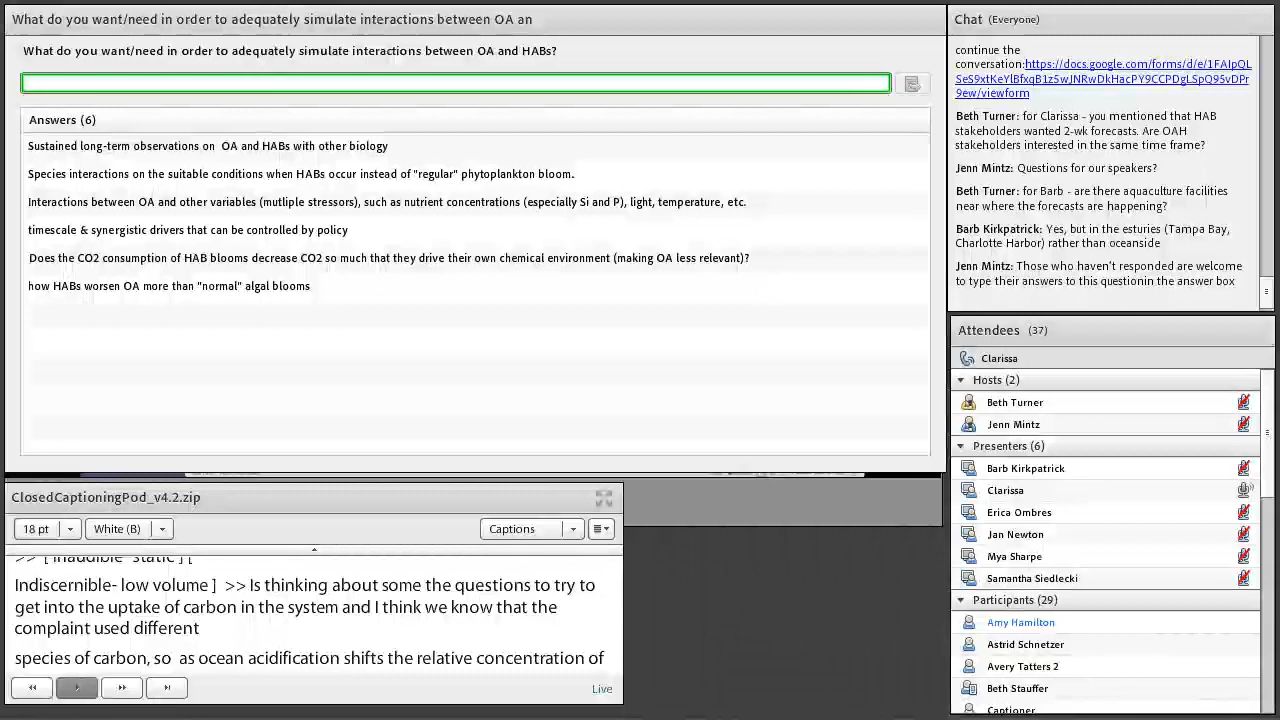 What do you want/need in order to adequately simulate interactions between OA an
What do you want/need in order to adequately simulate interactions between OA and HABs?
Answers (6)
Sustained long-term observations on OA and HABs with other biology
Species interactions on the suitable conditions when HABs occur instead of "regular" phytoplankton bloom.
Interactions between OA and other variables (mutliple stressors), such as nutrient concentrations (especially Si and P), light, temperature, etc.
timescale & synergistic drivers that can be controlled by policy
Does the CO2 consumption of HAB blooms decrease CO2 so much that they drive their own chemical environment (making OA less relevant)?
how HABs worsen OA more than "normal" algal blooms
ClosedCaptioningPod_v4.2.zip
18 pt
White (B)
Captions
>> [ Inaudible- static ] [
Indiscernible- low volume ] >> Is thinking about some the questions to try to
get into the uptake of carbon in the system and I think we know that the
complaint used different
species of carbon, so as ocean acidification shifts the relative concentration of
Live
Chat (Everyone)
continue the
conversation:https://docs.google.com/forms/d/e/1FAIpQL
SeS9xtKeYlBfxqB1z5wJNRwDkHacPY9CCPDgLSpQ95vDPr
9ew/viewform
Beth Turner: for Clarissa - you mentioned that HAB
stakeholders wanted 2-wk forecasts. Are OAH
stakeholders interested in the same time frame?
Jenn Mintz: Questions for our speakers?
Beth Turner: for Barb - are there aquaculture facilities
near where the forecasts are happening?
Barb Kirkpatrick: Yes, but in the esturies (Tampa Bay,
Charlotte Harbor) rather than oceanside
Jenn Mintz: Those who haven't responded are welcome
to type their answers to this questionin the answer box
Attendees (37)
Clarissa
Hosts (2)
Beth Turner
Jenn Mintz
Presenters (6)
Barb Kirkpatrick
Clarissa
Erica Ombres
Jan Newton
Mya Sharpe
Samantha Siedlecki
Participants (29)
Amy Hamilton
Astrid Schnetzer
Avery Tatters 2
Beth Stauffer
Captioner